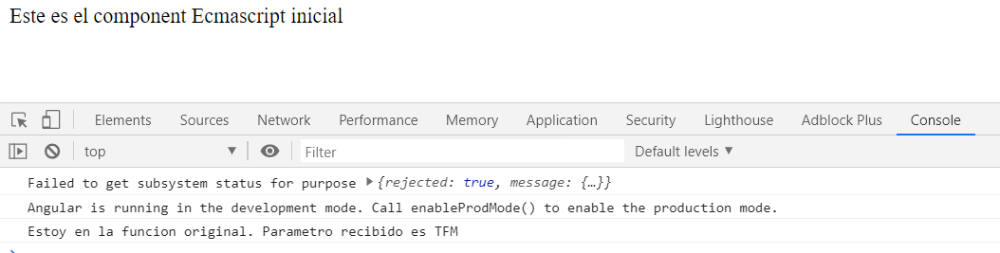 Este es el component Ecmascript inicial
Elements Sources Network Performance Memory Application Security Lighthouse Adblock Plus Console
top Filter Default levels
Failed to get subsystem status for purpose {rejected: true, message: {…}}
Angular is running in the development mode. Call enableProdMode() to enable the production mode.
Estoy en la funcion original. Parametro recibido es TFM